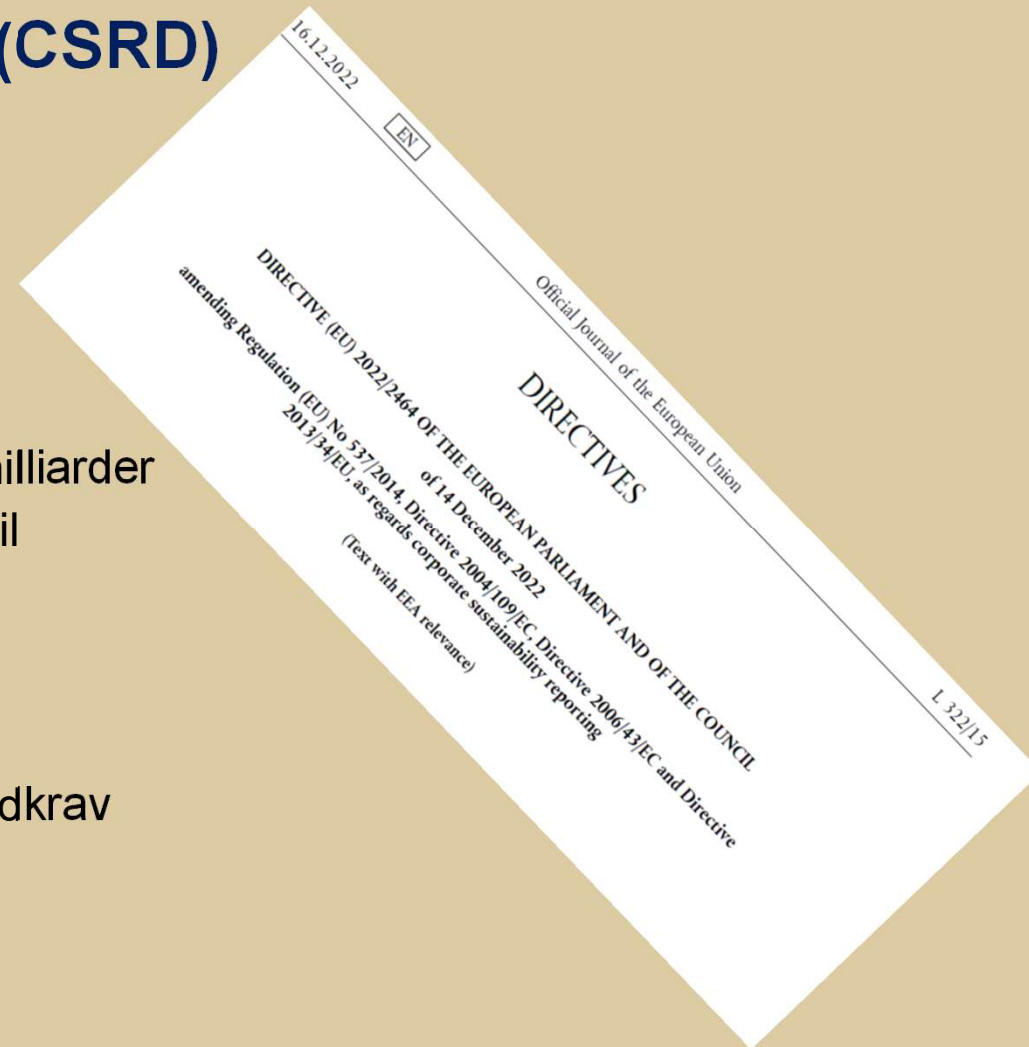 (CSRD)
milliarder
il
dkrav
16.12.2022
EN
Official Journal of the European Union
L 322/15
DIRECTIVES
DIRECTIVE (EU) 2022/2464 OF THE EUROPEAN PARLIAMENT AND OF THE COUNCIL
of 14 December 2022
amending Regulation (EU) No 537/2014, Directive 2004/109/EC, Directive 2006/43/EC and Directive
2013/34/EU, as regards corporate sustainability reporting
(Text with EEA relevance)